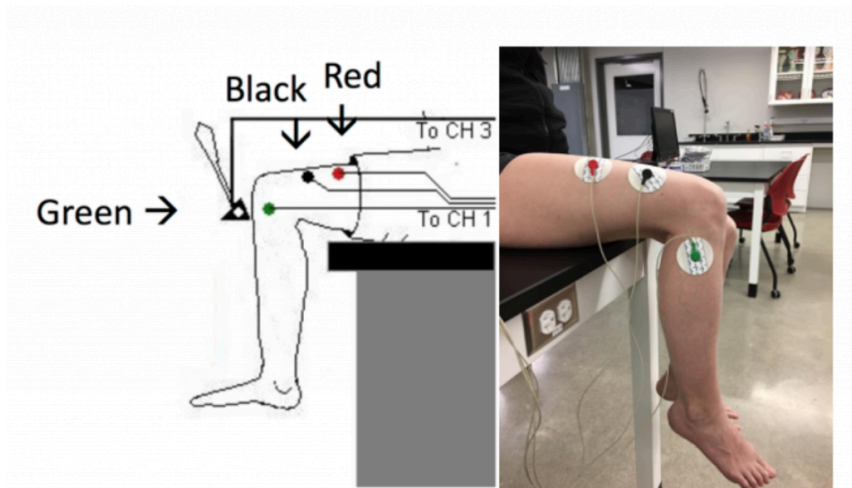 Black
Red
To CH 3
Green
To CH 1